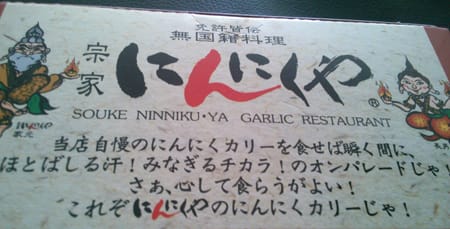 免許皆伝
無国籍料理
宗家 にんにくや ®
SOUKE NINNIKU・YA GARLIC RESTAURANT
当店自慢のにんにくカリーを食せば瞬く間に、
ほとばしる汗！みなぎるチカラ！のオンパレードじゃ！
さぁ、心して食らうがよい！
これぞにんにくやのにんにくカリーじゃ！
家元